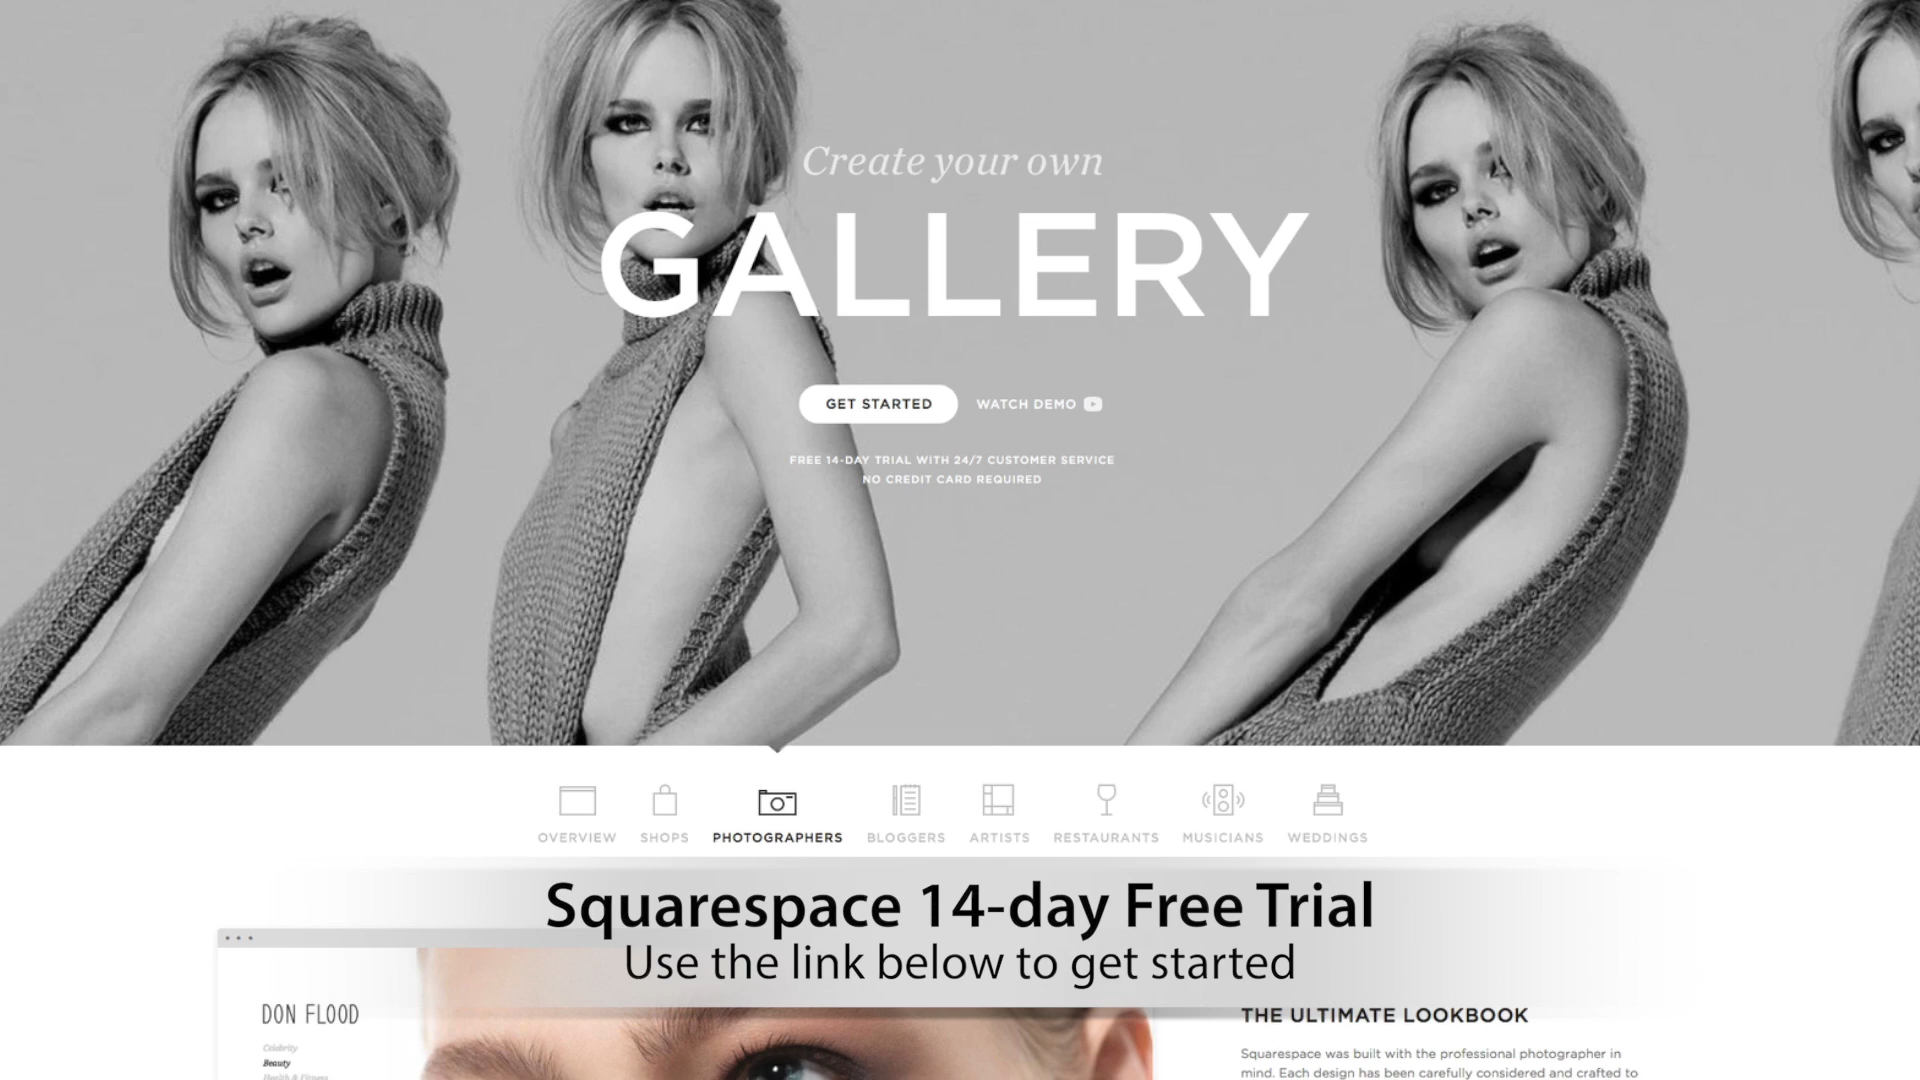 Create your own
GALLERY
GET STARTED
WATCH DEMO
FREE 14-DAY TRIAL WITH 24/7 CUSTOMER SERVICE
NO CREDIT CARD REQUIRED
OVERVIEW
SHOPS
PHOTOGRAPHERS
BLOGGERS
ARTISTS
RESTAURANTS
MUSICIANS
WEDDINGS
Squarespace 14-day Free Trial
Use the link below to get started
DON FLOOD
Celebrity
Beauty
Health & Fitness
THE ULTIMATE LOOKBOOK
Squarespace was built with the professional photographer in
mind. Each design has been carefully considered and crafted to